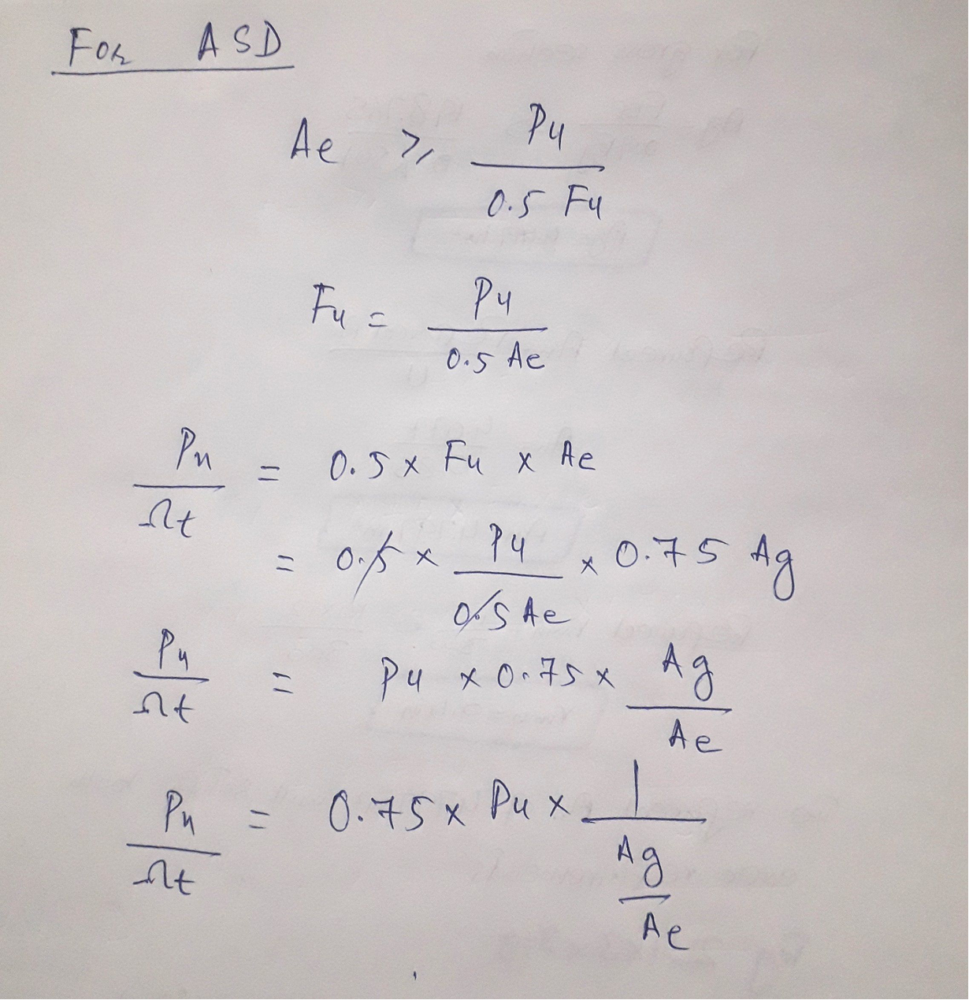 For ASD
Ae ≥ Pu / 0.5 Fu
Fu = Pu / 0.5 Ae
Pn / Ωt = 0.5 x Fu x Ae
= 0.5 x Pu / 0.5 Ae x 0.75 Ag
Pu / Ωt = Pu x 0.75 x Ag / Ae
Pn / Ωt = 0.75 x Pu x 1 / Ag / Ae